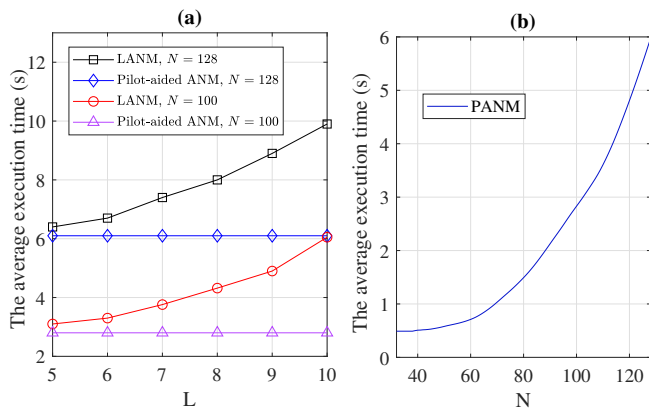 (a)
The average execution time (s)
12
10
8
6
4
2
LANM, N = 128
Pilot-aided ANM, N = 128
LANM, N = 100
Pilot-aided ANM, N = 100
5 6 7 8 9 10
L
(b)
The average execution time (s)
6
5
4
3
2
1
0
PANM
40 60 80 100 120
N